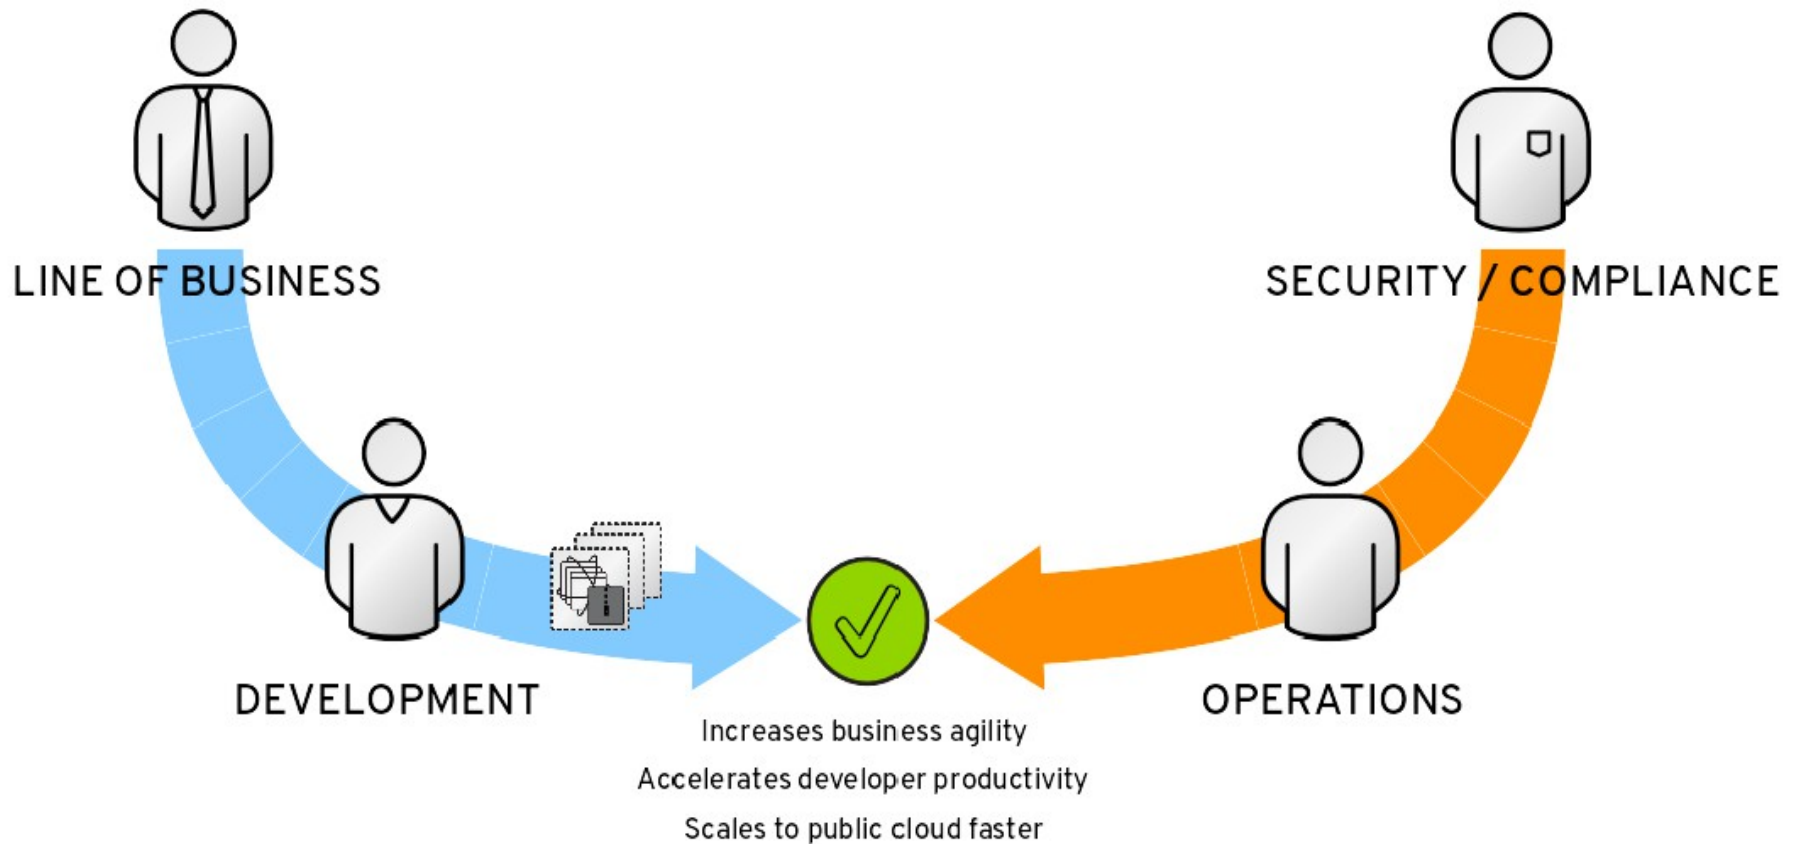 LINE OF BUSINESS
SECURITY / COMPLIANCE
DEVELOPMENT
OPERATIONS
Increases business agility
Accelerates developer productivity
Scales to public cloud faster